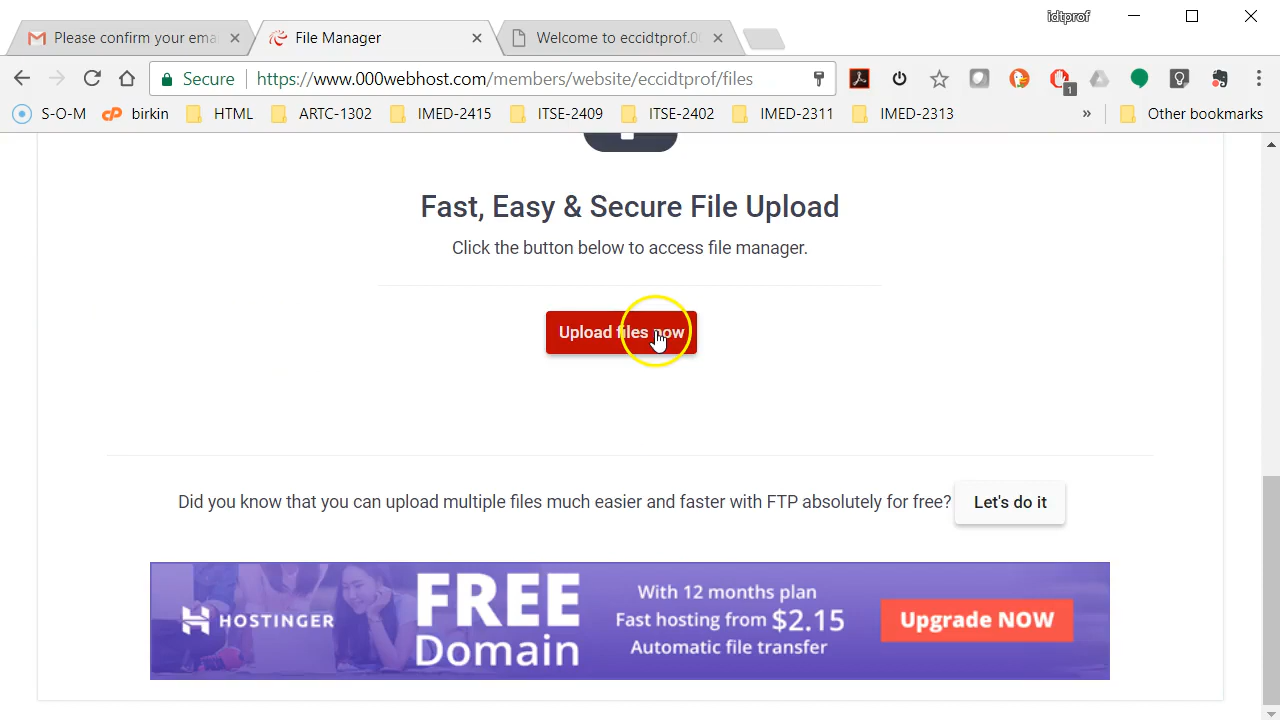 idtprof
Please confirm your ema
File Manager
Welcome to eccidtprof.00
Secure
https://www.000webhost.com/members/website/eccidtprof/files
1
S-O-M
birkin
HTML
ARTC-1302
IMED-2415
ITSE-2409
ITSE-2402
IMED-2311
IMED-2313
»
Other bookmarks
Fast, Easy & Secure File Upload
Click the button below to access file manager.
Upload files now
Did you know that you can upload multiple files much easier and faster with FTP absolutely for free?
Let's do it
HOSTINGER
FREE
Domain
With 12 months plan
Fast hosting from $2.15
Automatic file transfer
Upgrade NOW